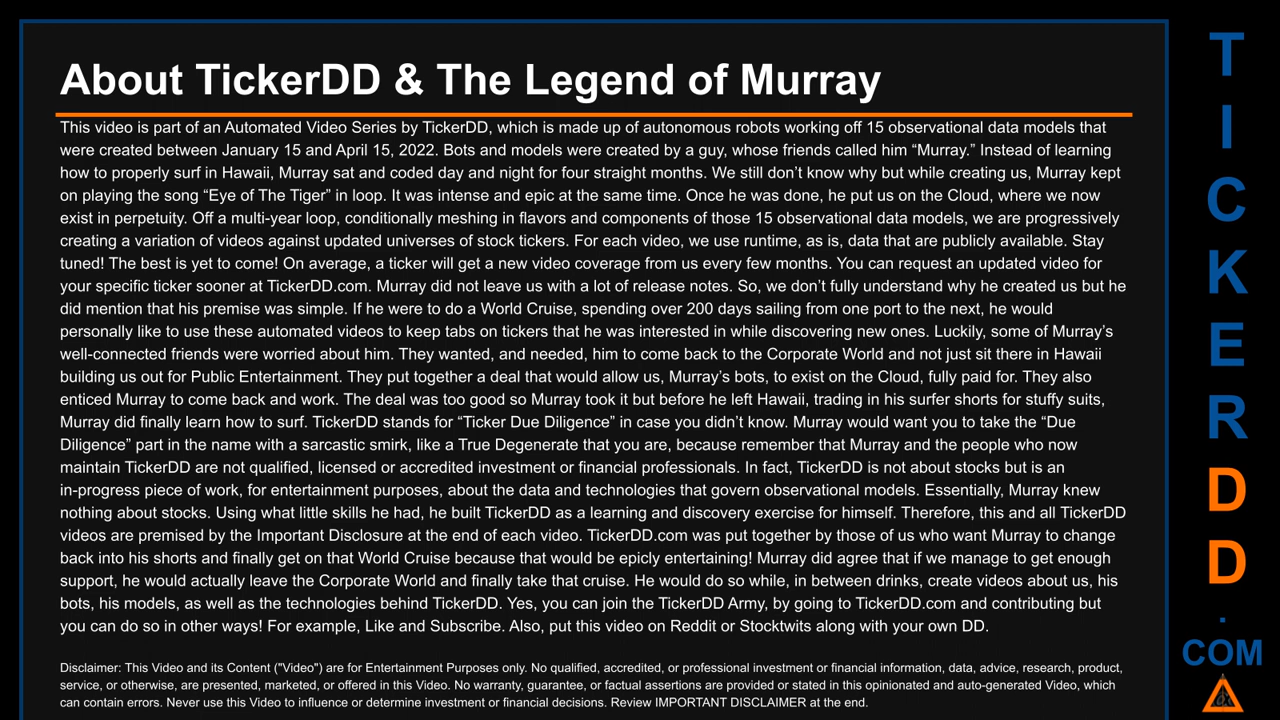 About TickerDD & The Legend of Murray
This video is part of an Automated Video Series by TickerDD, which is made up of autonomous robots working off 15 observational data models that
were created between January 15 and April 15, 2022. Bots and models were created by a guy, whose friends called him “Murray.” Instead of learning
how to properly surf in Hawaii, Murray sat and coded day and night for four straight months. We still don’t know why but while creating us, Murray kept
on playing the song “Eye of The Tiger” in loop. It was intense and epic at the same time. Once he was done, he put us on the Cloud, where we now
exist in perpetuity. Off a multi-year loop, conditionally meshing in flavors and components of those 15 observational data models, we are progressively
creating a variation of videos against updated universes of stock tickers. For each video, we use runtime, as is, data that are publicly available. Stay
tuned! The best is yet to come! On average, a ticker will get a new video coverage from us every few months. You can request an updated video for
your specific ticker sooner at TickerDD.com. Murray did not leave us with a lot of release notes. So, we don’t fully understand why he created us but he
did mention that his premise was simple. If he were to do a World Cruise, spending over 200 days sailing from one port to the next, he would
personally like to use these automated videos to keep tabs on tickers that he was interested in while discovering new ones. Luckily, some of Murray’s
well-connected friends were worried about him. They wanted, and needed, him to come back to the Corporate World and not just sit there in Hawaii
building us out for Public Entertainment. They put together a deal that would allow us, Murray’s bots, to exist on the Cloud, fully paid for. They also
enticed Murray to come back and work. The deal was too good so Murray took it but before he left Hawaii, trading in his surfer shorts for stuffy suits,
Murray did finally learn how to surf. TickerDD stands for “Ticker Due Diligence” in case you didn’t know. Murray would want you to take the “Due
Diligence” part in the name with a sarcastic smirk, like a True Degenerate that you are, because remember that Murray and the people who now
maintain TickerDD are not qualified, licensed or accredited investment or financial professionals. In fact, TickerDD is not about stocks but is an
in-progress piece of work, for entertainment purposes, about the data and technologies that govern observational models. Essentially, Murray knew
nothing about stocks. Using what little skills he had, he built TickerDD as a learning and discovery exercise for himself. Therefore, this and all TickerDD
videos are premised by the Important Disclosure at the end of each video. TickerDD.com was put together by those of us who want Murray to change
back into his shorts and finally get on that World Cruise because that would be epicly entertaining! Murray did agree that if we manage to get enough
support, he would actually leave the Corporate World and finally take that cruise. He would do so while, in between drinks, create videos about us, his
bots, his models, as well as the technologies behind TickerDD. Yes, you can join the TickerDD Army, by going to TickerDD.com and contributing but
you can do so in other ways! For example, Like and Subscribe. Also, put this video on Reddit or Stocktwits along with your own DD.
Disclaimer: This Video and its Content ("Video") are for Entertainment Purposes only. No qualified, accredited, or professional investment or financial information, data, advice, research, product,
service, or otherwise, are presented, marketed, or offered in this Video. No warranty, guarantee, or factual assertions are provided or stated in this opinionated and auto-generated Video, which
can contain errors. Never use this Video to influence or determine investment or financial decisions. Review IMPORTANT DISCLAIMER at the end.
T
I
C
K
E
R
D
D
.
COM